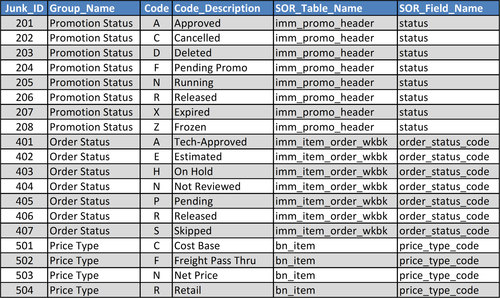 Junk_ID Group_Name Code Code_Description SOR_Table_Name SOR_Field_Name
201 Promotion Status A Approved imm_promo_header status
202 Promotion Status C Cancelled imm_promo_header status
203 Promotion Status D Deleted imm_promo_header status
204 Promotion Status F Pending Promo imm_promo_header status
205 Promotion Status N Running imm_promo_header status
206 Promotion Status R Released imm_promo_header status
207 Promotion Status X Expired imm_promo_header status
208 Promotion Status Z Frozen imm_promo_header status
401 Order Status A Tech-Approved imm_item_order_wkbk order_status_code
402 Order Status E Estimated imm_item_order_wkbk order_status_code
403 Order Status H On Hold imm_item_order_wkbk order_status_code
404 Order Status N Not Reviewed imm_item_order_wkbk order_status_code
405 Order Status P Pending imm_item_order_wkbk order_status_code
406 Order Status R Released imm_item_order_wkbk order_status_code
407 Order Status S Skipped imm_item_order_wkbk order_status_code
501 Price Type C Cost Base bn_item price_type_code
502 Price Type F Freight Pass Thru bn_item price_type_code
503 Price Type N Net Price bn_item price_type_code
504 Price Type R Retail bn_item price_type_code